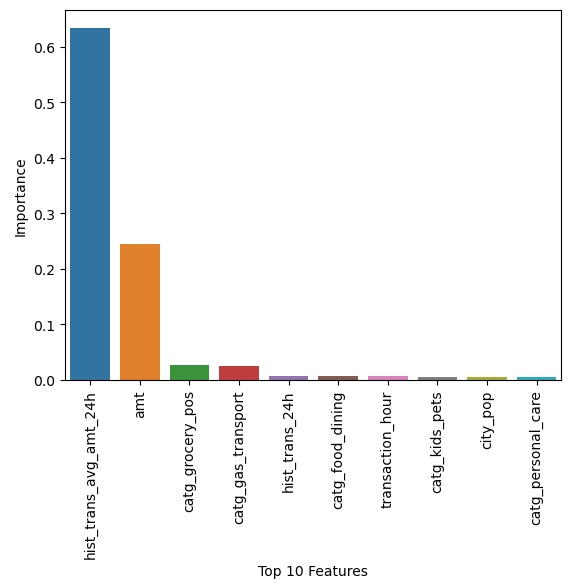 Importance
0.6
0.5
0.4
0.3
0.2
0.1
0.0
hist_trans_avg_amt_24h
amt
catg_grocery_pos
catg_gas_transport
hist_trans_24h
catg_food_dining
transaction_hour
catg_kids_pets
city_pop
catg_personal_care
Top 10 Features